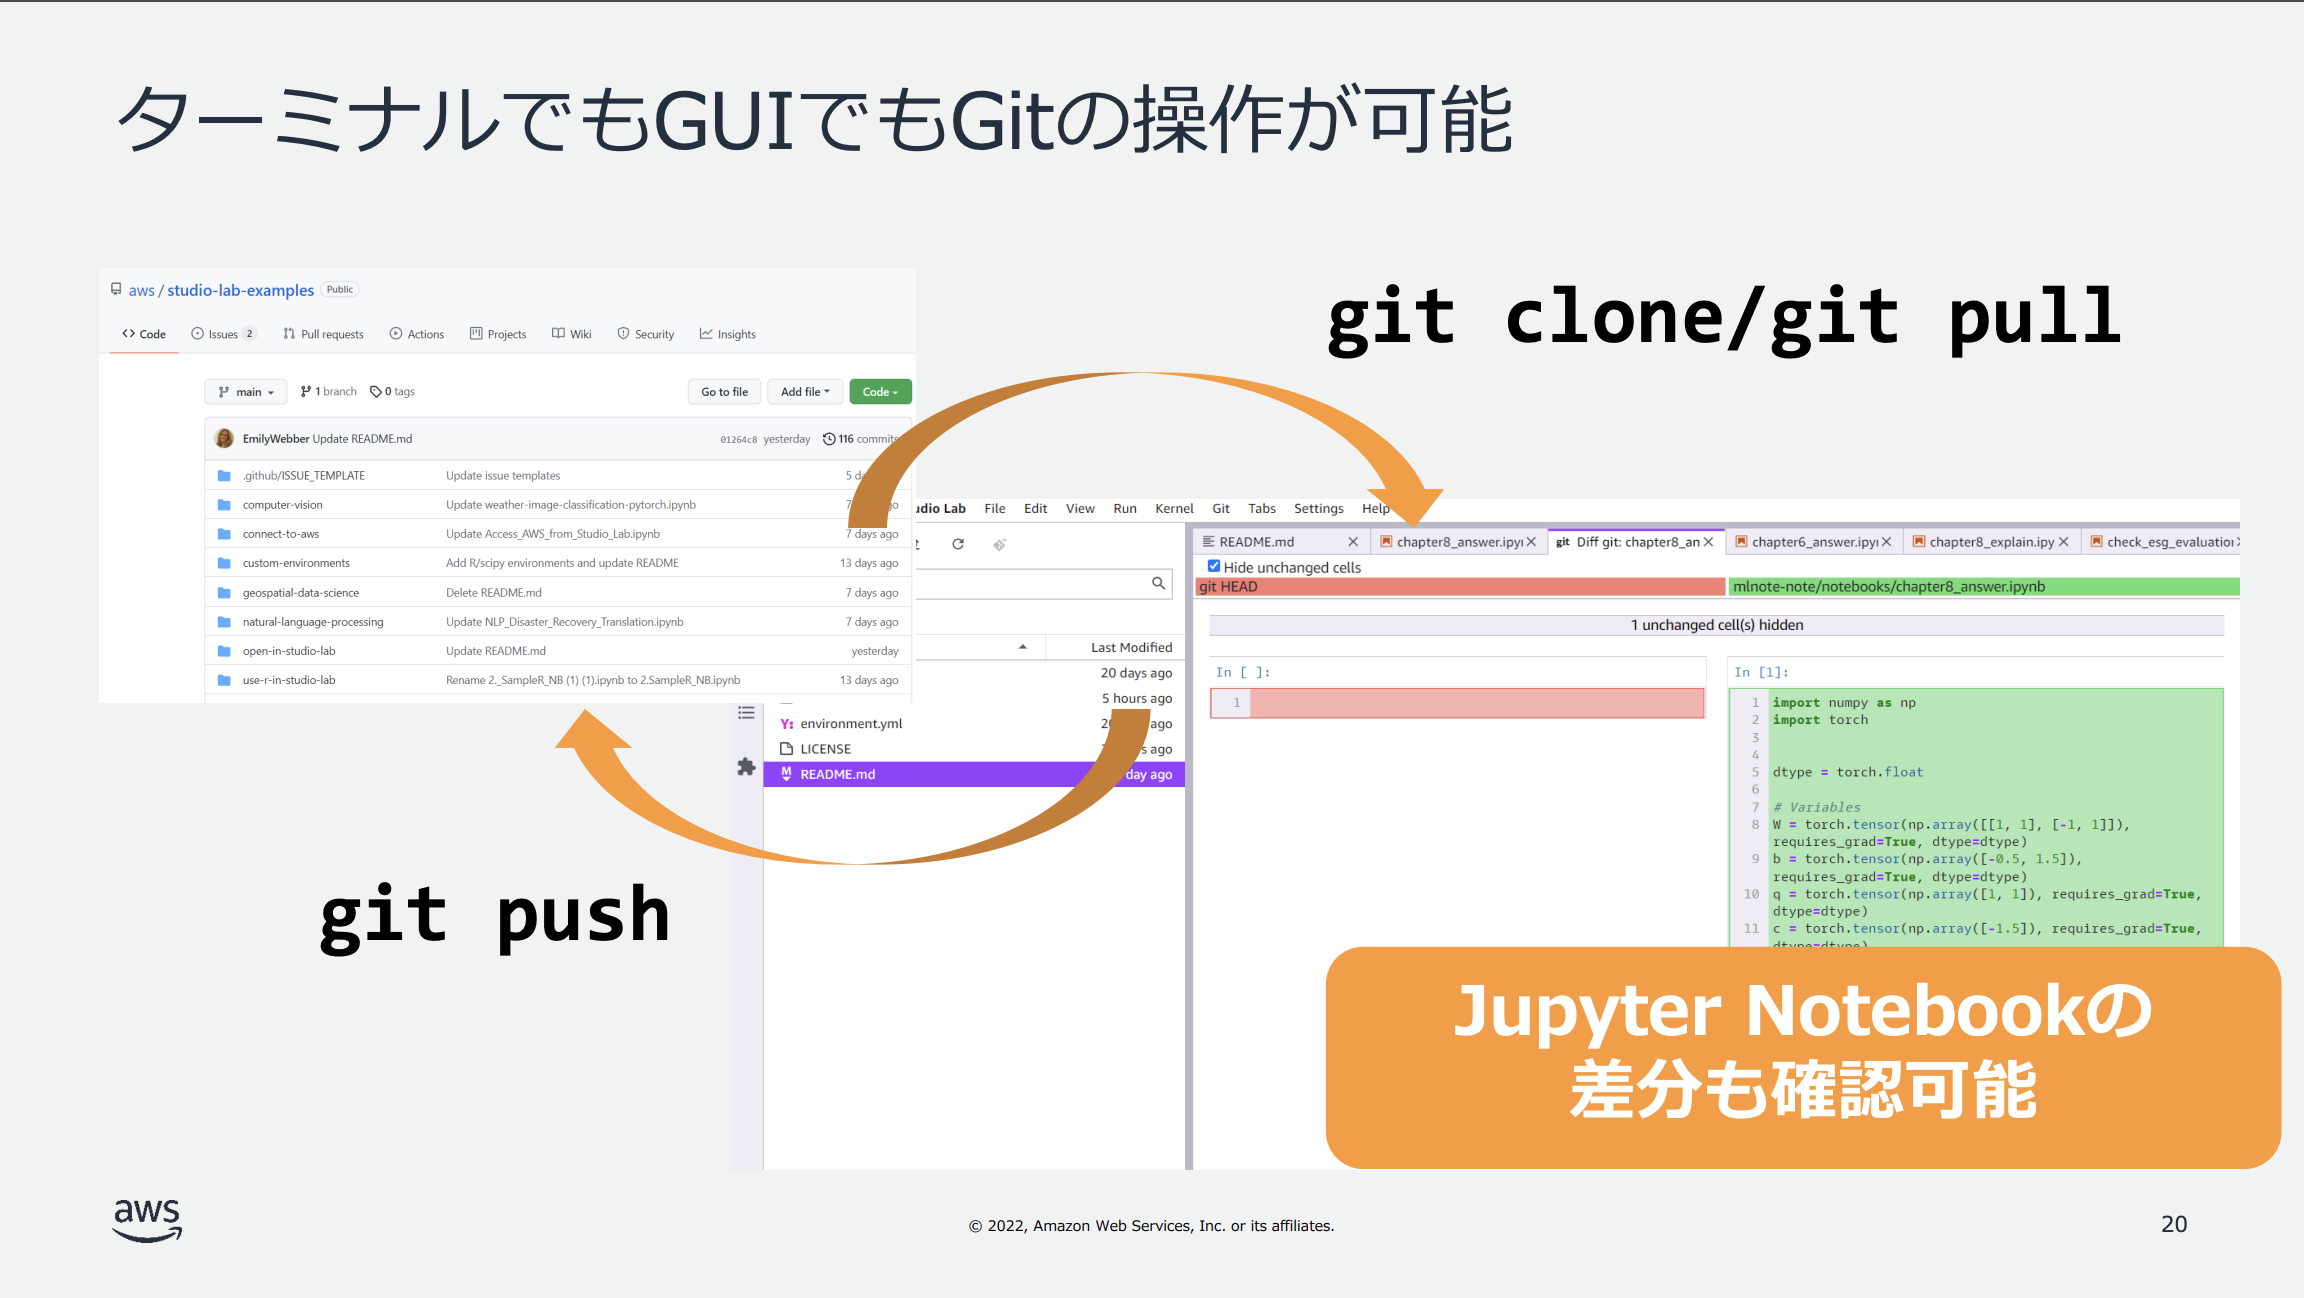 ターミナルでもGUIでもGitの操作が可能
aws / studio-lab-examples Public
Code Issues 2 Pull requests Actions Projects Wiki Security Insights
main 1 branch 0 tags Go to file Add file Code
EmilyWebber Update README.md 01264c8 yesterday 116 commits
.github/ISSUE_TEMPLATE Update issue templates 5
computer-vision Update weather-image-classification-pytorch.ipynb 7 ago
connect-to-aws Update Access_AWS_from_Studio_Lab.ipynb 7 days ago
custom-environments Add R/scipy environments and update README 13 days ago
geospatial-data-science Delete README.md 7 days ago
natural-language-processing Update NLP_Disaster_Recovery_Translation.ipynb 7 days ago
open-in-studio-lab Update README.md yesterday
use-r-in-studio-lab Rename 2._SampleR_NB (1) (1).ipynb to 2.SampleR_NB.ipynb 13 days ago
git clone/git pull
udio Lab File Edit View Run Kernel Git Tabs Settings Help
README.md chapter8_answer.ipyı git Diff git: chapter8_an chapter6_answer.ipyı chapter8_explain.ipy check_esg_evaluation
Hide unchanged cells
git HEAD mlnote-note/notebooks/chapter8_answer.ipynb
1 unchanged cell(s) hidden
Last Modified
20 days ago
5 hours ago
Y: environment.yml ago
LICENSE s ago
README.md day ago
In [ ]:
1
In [1]:
1 import numpy as np
2 import torch
3
4
5 dtype = torch.float
6
7 # Variables
8 W = torch.tensor(np.array([[1, 1], [-1, 1]]),
requires_grad=True, dtype=dtype)
9 b = torch.tensor(np.array([-0.5, 1.5]),
requires_grad=True, dtype=dtype)
10 q = torch.tensor(np.array([1, 1]), requires_grad=True,
dtype=dtype)
11 c = torch.tensor(np.array([-1.5]), requires_grad=True,
dtype=dtype)
git push
Jupyter Notebookの
差分も確認可能
aws
© 2022, Amazon Web Services, Inc. or its affiliates.
20